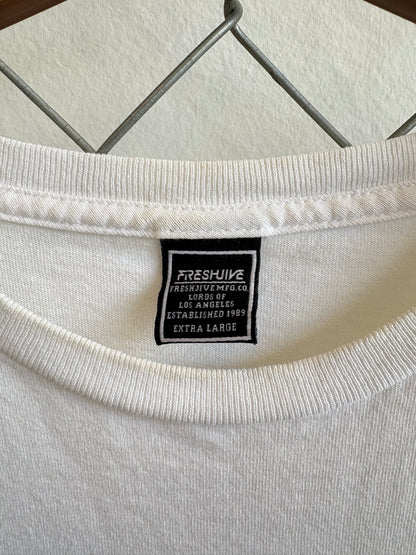 FRESHJIVE
FRESHJIVE MFG.CO.
LORDS OF
LOS ANGELES
ESTABLISHED 1989
EXTRA LARGE